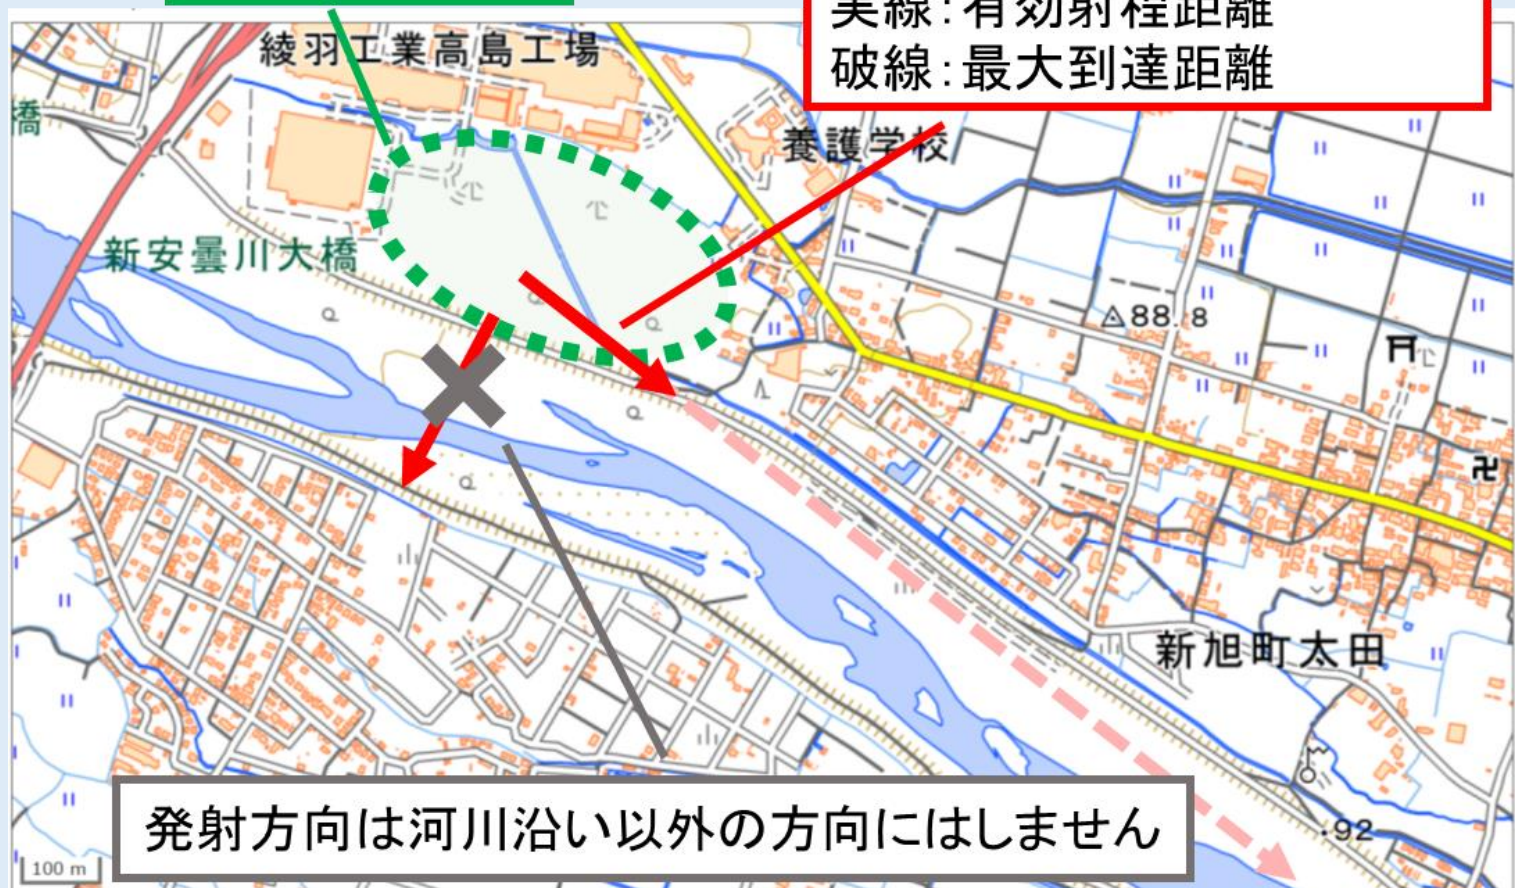 実線：有効射程距離
破線：最大到達距離
綾羽工業高島工場
橋
養護学校
新安曇川大橋
88.8
新旭町太田
発射方向は河川沿い以外の方向にはしません
・92
100 m